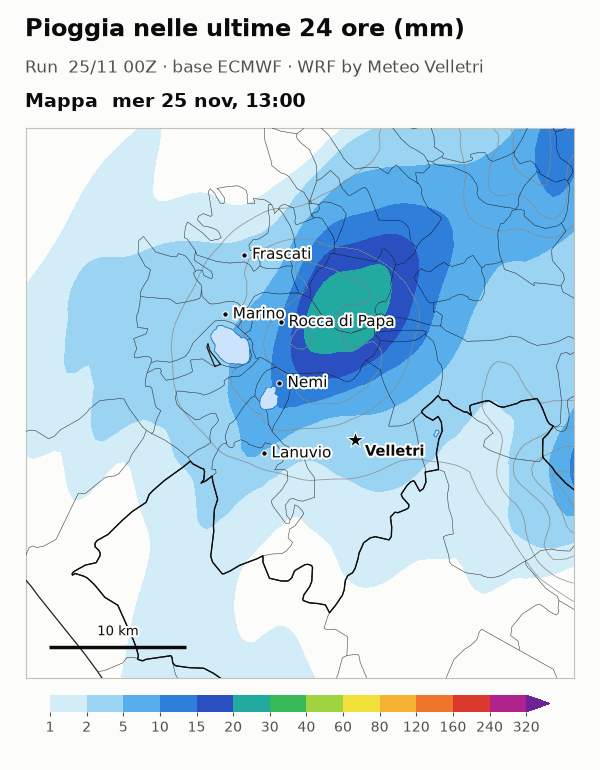 Pioggia nelle ultime 24 ore (mm)
Run  25/11 00Z · base ECMWF · WRF by Meteo Velletri
Mappa  mer 25 nov, 13:00
Frascati
Marino
Rocca di Papa
Nemi
Velletri
Lanuvio
10 km
1 2 5 10 15 20 30 40 60 80 120 160 240 320